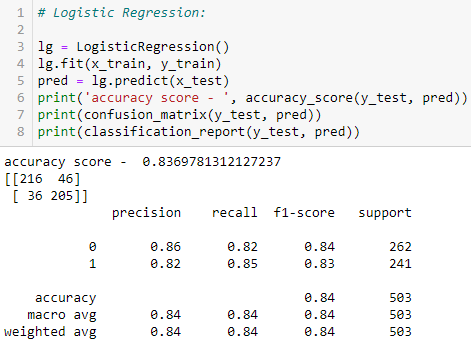 1 # Logistic Regression:
2
3 lg = LogisticRegression()
4 lg.fit(x_train, y_train)
5 pred = lg.predict(x_test)
6 print('accuracy score - ', accuracy_score(y_test, pred))
7 print(confusion_matrix(y_test, pred))
8 print(classification_report(y_test, pred))
accuracy score -  0.8369781312127237
[[216  46]
 [ 36 205]]
              precision    recall  f1-score   support

           0       0.86      0.82      0.84       262
           1       0.82      0.85      0.83       241

    accuracy                           0.84       503
   macro avg       0.84      0.84      0.84       503
weighted avg       0.84      0.84      0.84       503